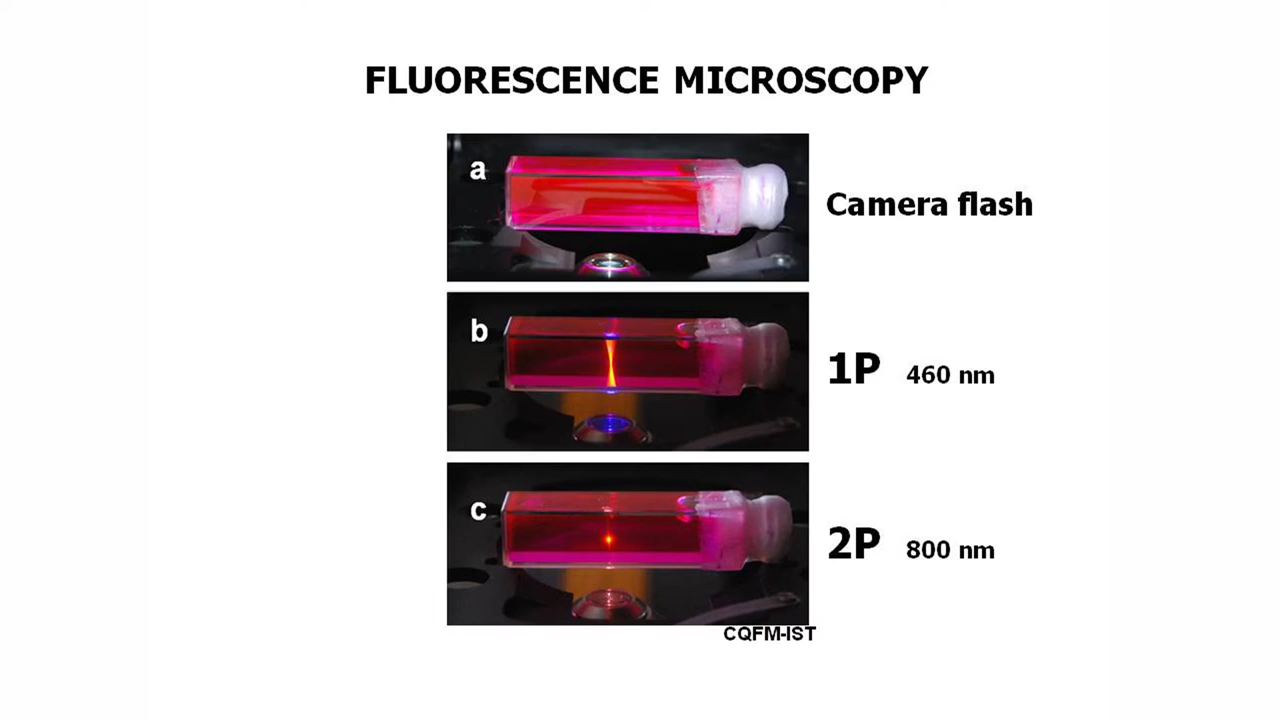 FLUORESCENCE MICROSCOPY
a
Camera flash
b
1P 460 nm
c
2P 800 nm
CQFM-IST